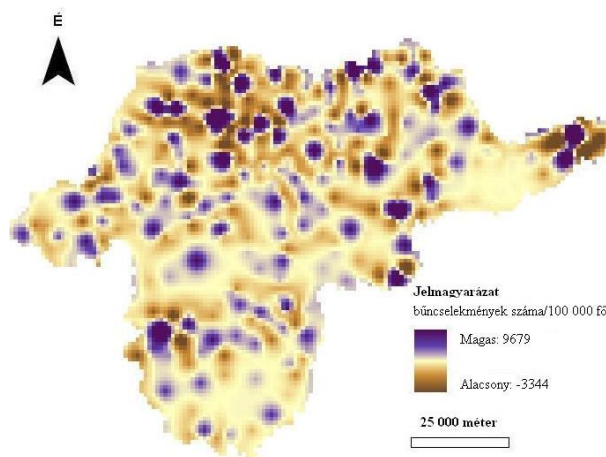 É
Jelmagyarázat
bűncselekmények száma/100 000 fő
Magas: 9679
Alacsony: -3344
25 000 méter